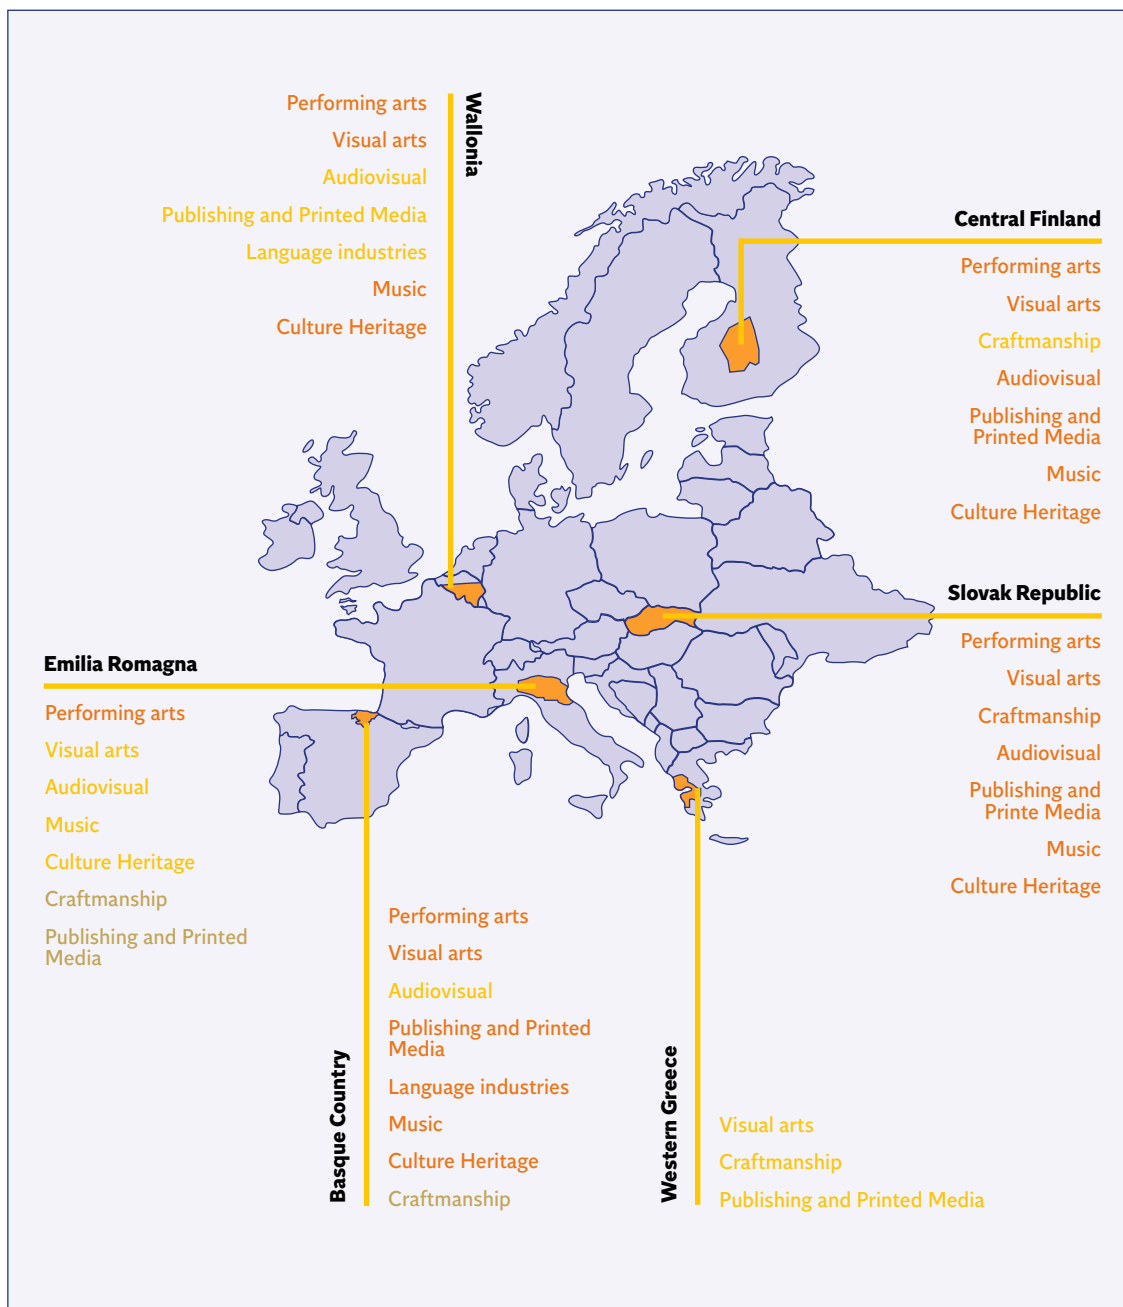 Wallonia
Performing arts
Visual arts
Audiovisual
Publishing and Printed Media
Language industries
Music
Culture Heritage
Central Finland
Performing arts
Visual arts
Craftmanship
Audiovisual
Publishing and
Printed Media
Music
Culture Heritage
Slovak Republic
Performing arts
Visual arts
Craftmanship
Audiovisual
Publishing and
Printe Media
Music
Culture Heritage
Emilia Romagna
Performing arts
Visual arts
Audiovisual
Music
Culture Heritage
Craftmanship
Publishing and Printed
Media
Basque Country
Performing arts
Visual arts
Audiovisual
Publishing and Printed
Media
Language industries
Music
Culture Heritage
Craftmanship
Western Greece
Visual arts
Craftmanship
Publishing and Printed Media